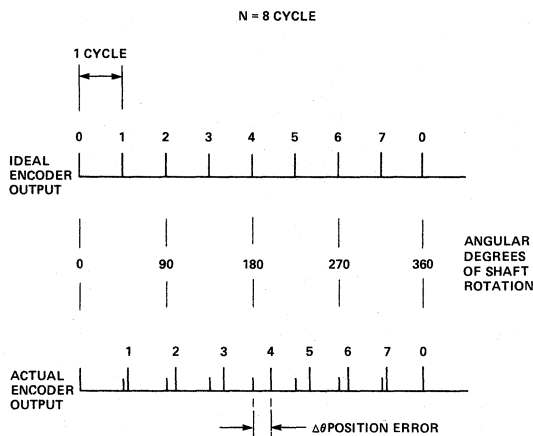 N = 8 CYCLE
1 CYCLE
0 1 2 3 4 5 6 7 0
IDEAL
ENCODER
OUTPUT
0 90 180 270 360
ANGULAR
DEGREES
OF SHAFT
ROTATION
1 2 3 4 5 6 7 0
ACTUAL
ENCODER
OUTPUT
ΔθPOSITION ERROR